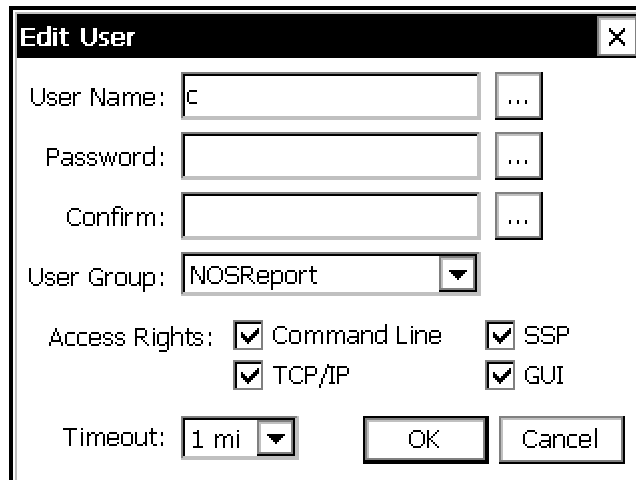 Edit User
User Name: c ...
Password: ...
Confirm: ...
User Group: NOSReport
Access Rights: Command Line SSP
TCP/IP GUI
Timeout: 1 mi OK Cancel